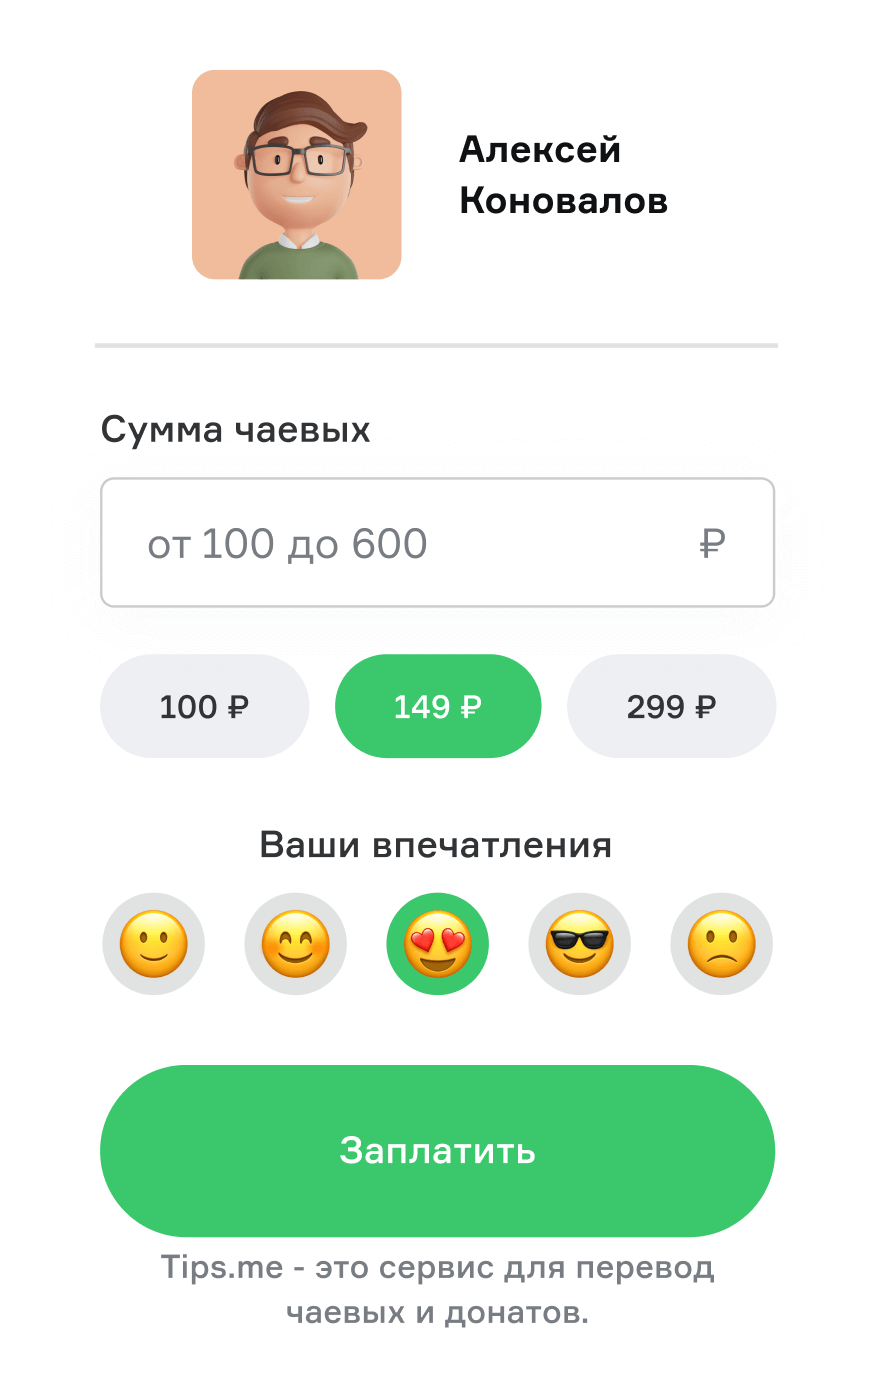 Алексей
Коновалов
Сумма чаевых
от 100 до 600 ₽
100 ₽ 149 ₽ 299 ₽
Ваши впечатления
Заплатить
Tips.me - это сервис для перевод
чаевых и донатов.